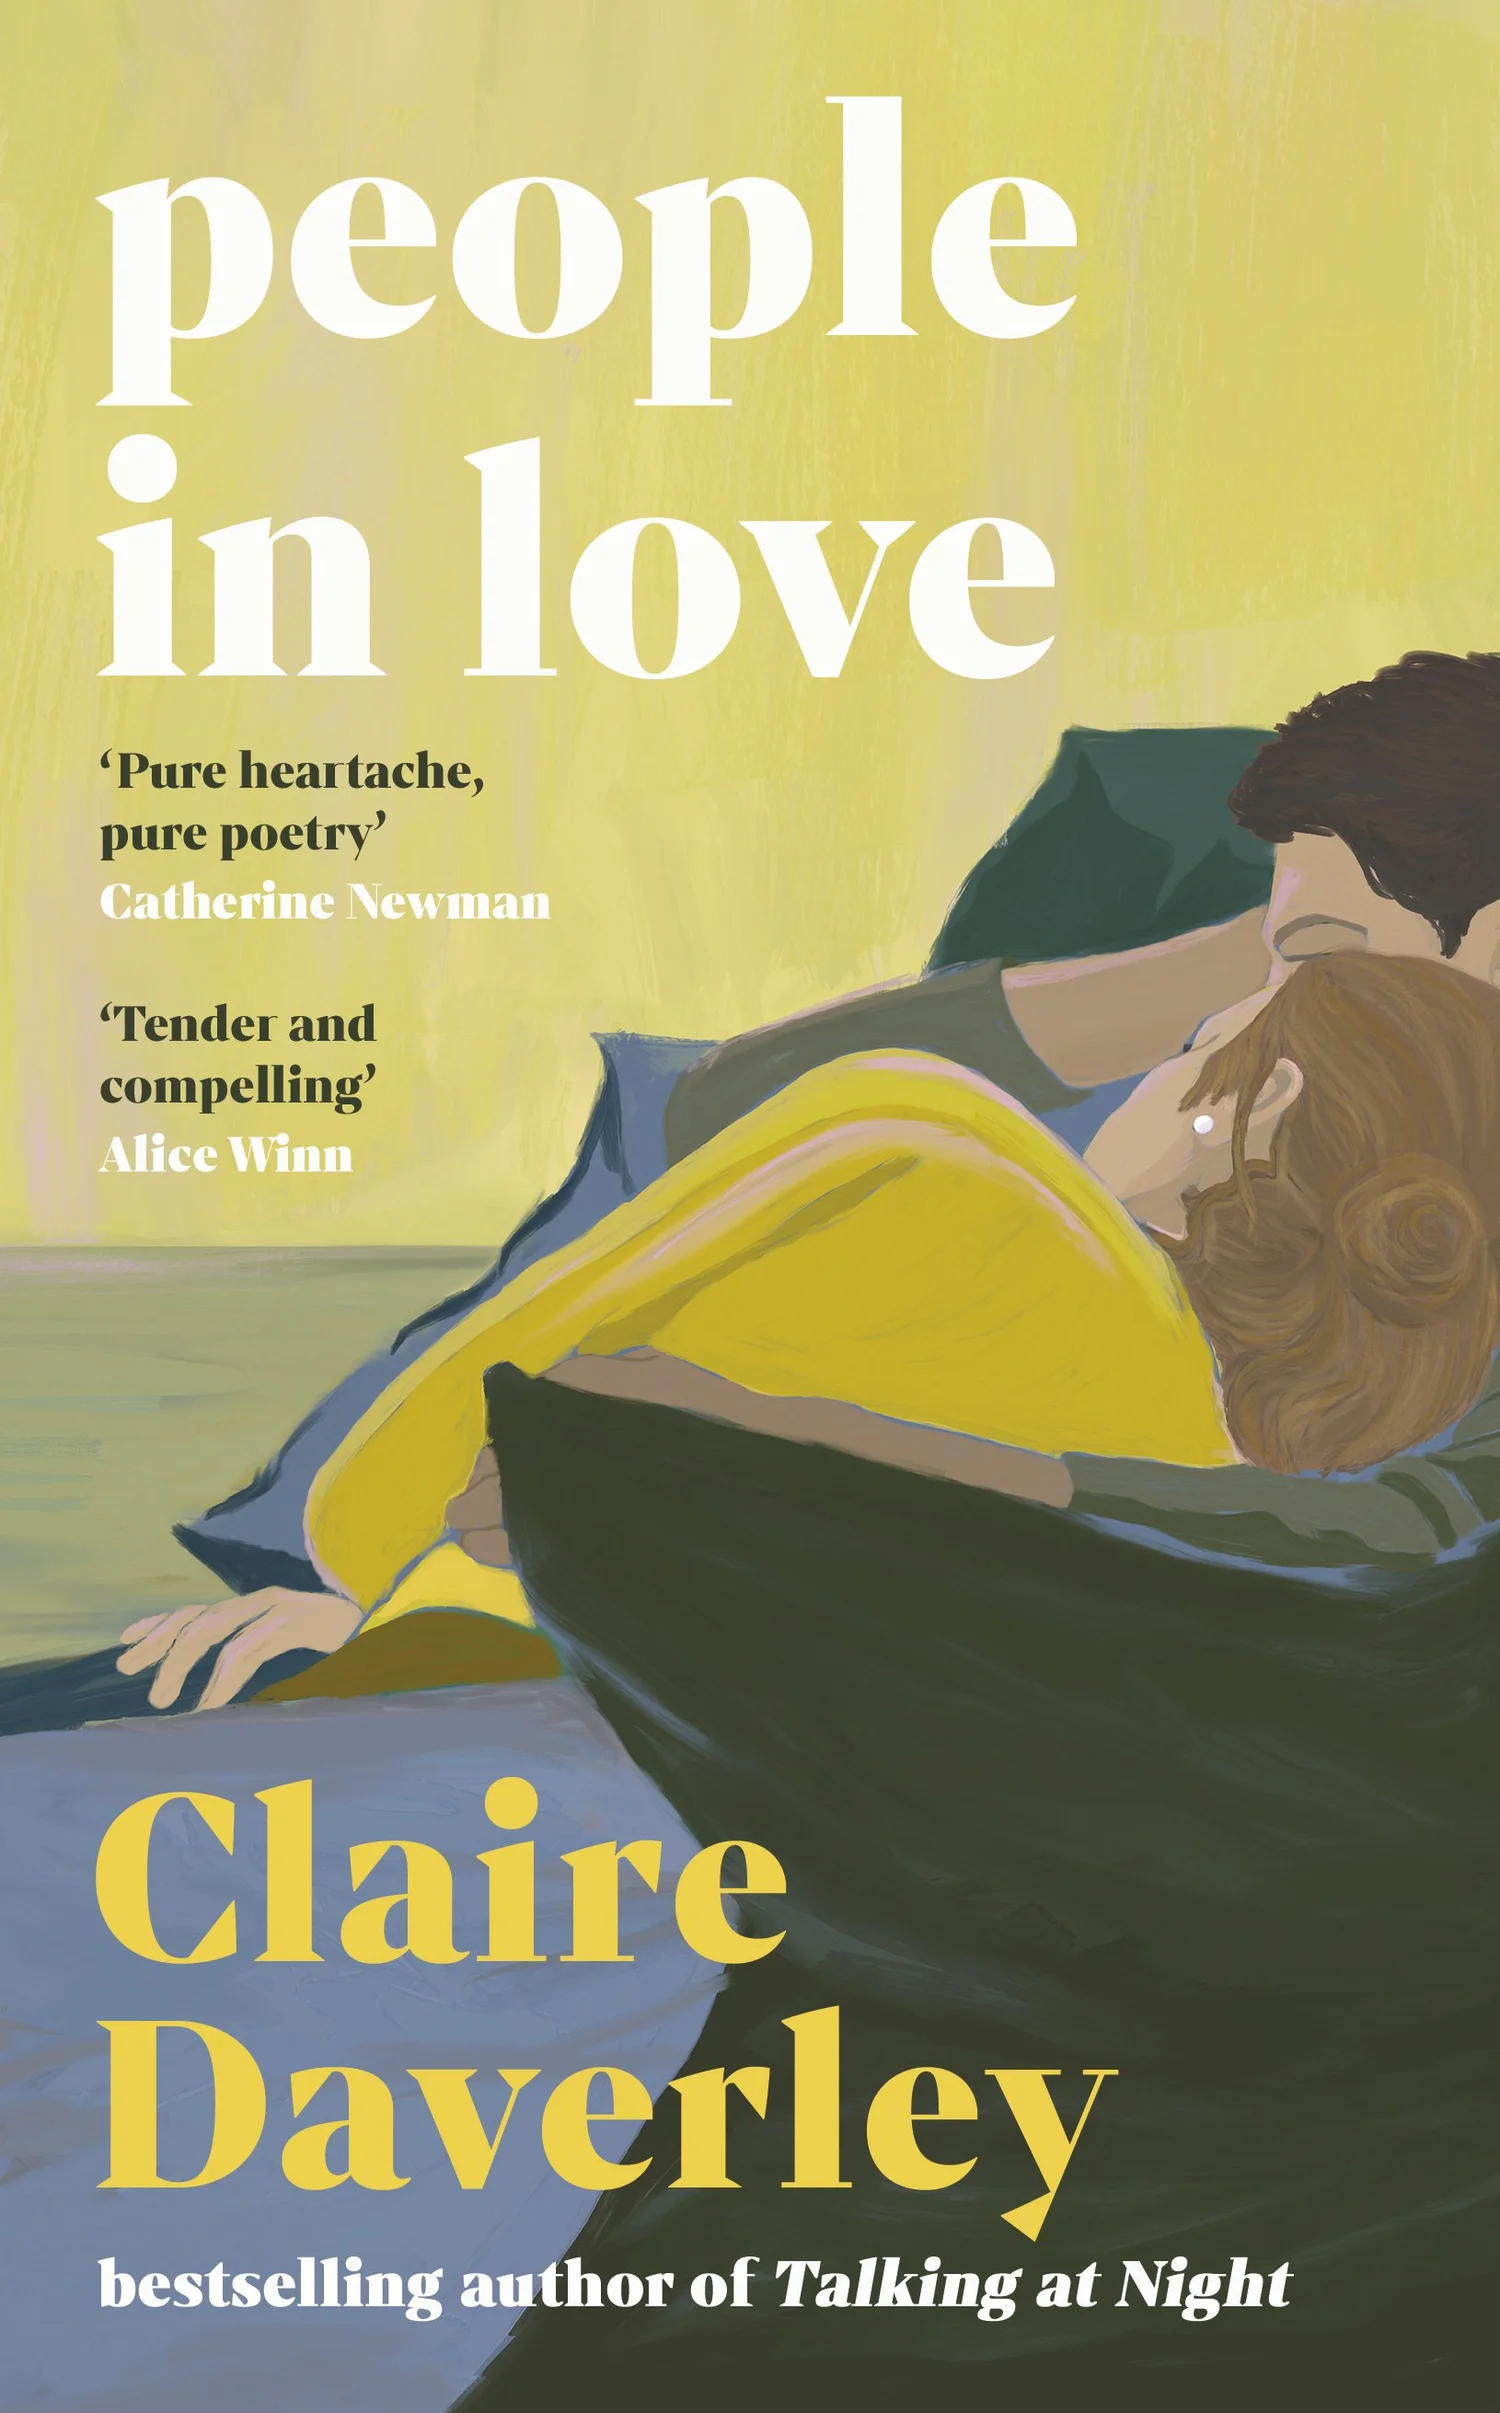 people
in love
‘Pure heartache,
pure poetry’
Catherine Newman
‘Tender and
compelling’
Alice Winn
Claire
Daverley
bestselling author of Talking at Night